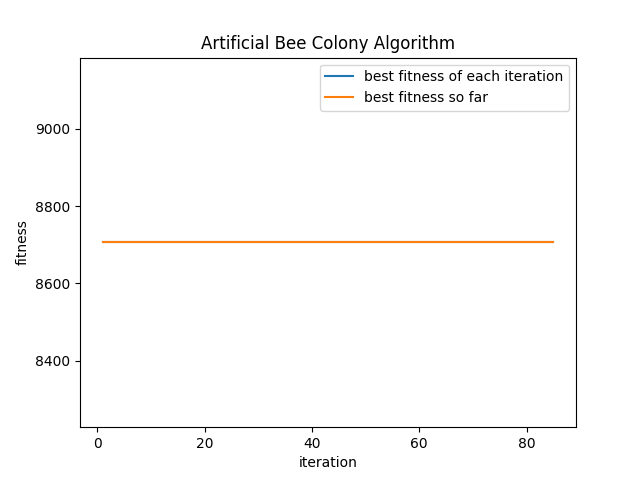 Artificial Bee Colony Algorithm
best fitness of each iteration
best fitness so far
9000
8800
8600
8400
fitness
0 20 40 60 80
iteration